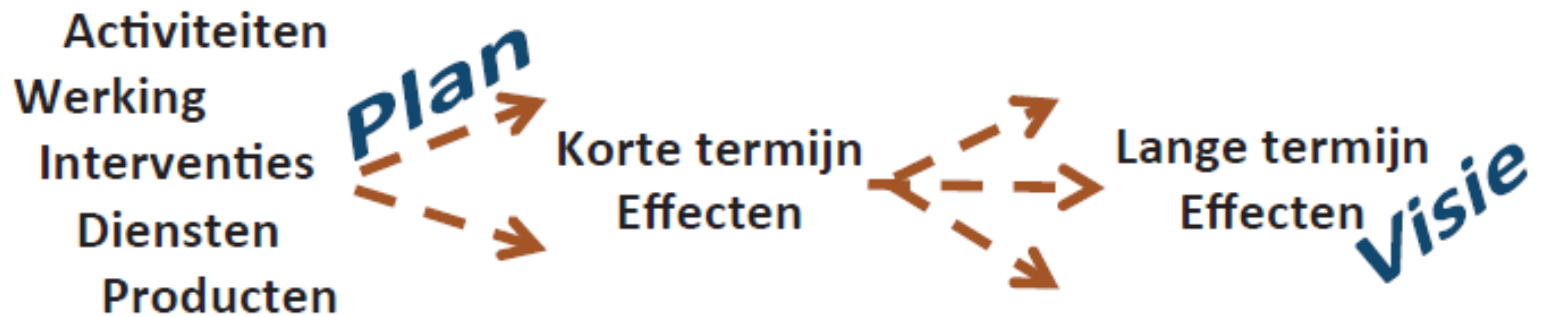 Activiteiten
Werking
Interventies
Diensten
Producten
Plan
Korte termijn
Effecten
Lange termijn
Effecten
Visie